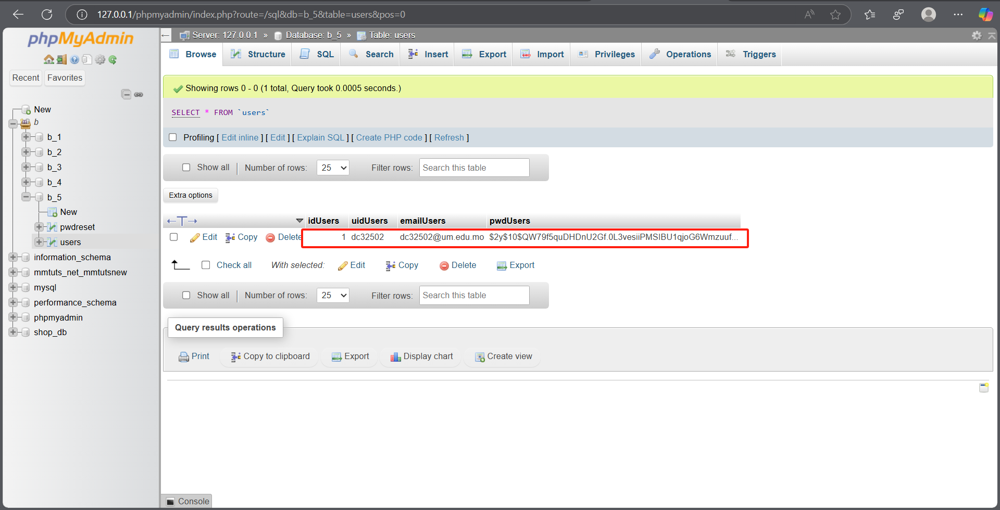 127.0.0.1/phpmyadmin/index.php?route=/sql&db=b_5&table=users&pos=0
phpMyAdmin
Recent
Favorites
New
b
b_1
b_2
b_3
b_4
b_5
New
pwdreset
users
information_schema
mmtuts_net_mmtutsnew
mysql
performance_schema
phpmyadmin
shop_db
Server: 127.0.0.1 » Database: b_5 » Table: users
Browse Structure SQL Search Insert Export Import Privileges Operations Triggers
Showing rows 0 - 0 (1 total, Query took 0.0005 seconds.)
SELECT * FROM `users`
Profiling [ Edit inline ] [ Edit ] [ Explain SQL ] [ Create PHP code ] [ Refresh ]
Show all Number of rows: 25 Filter rows: Search this table
Extra options
idUsers uidUsers emailUsers pwdUsers
Edit Copy Delete 1 dc32502 dc32502@um.edu.mo $2y$10$QW79f5quDHDnU2Gf.0L3vesiiPMSIBU1qjoG6Wmzuuf...
Check all With selected: Edit Copy Delete Export
Show all Number of rows: 25 Filter rows: Search this table
Query results operations
Print Copy to clipboard Export Display chart Create view
Console